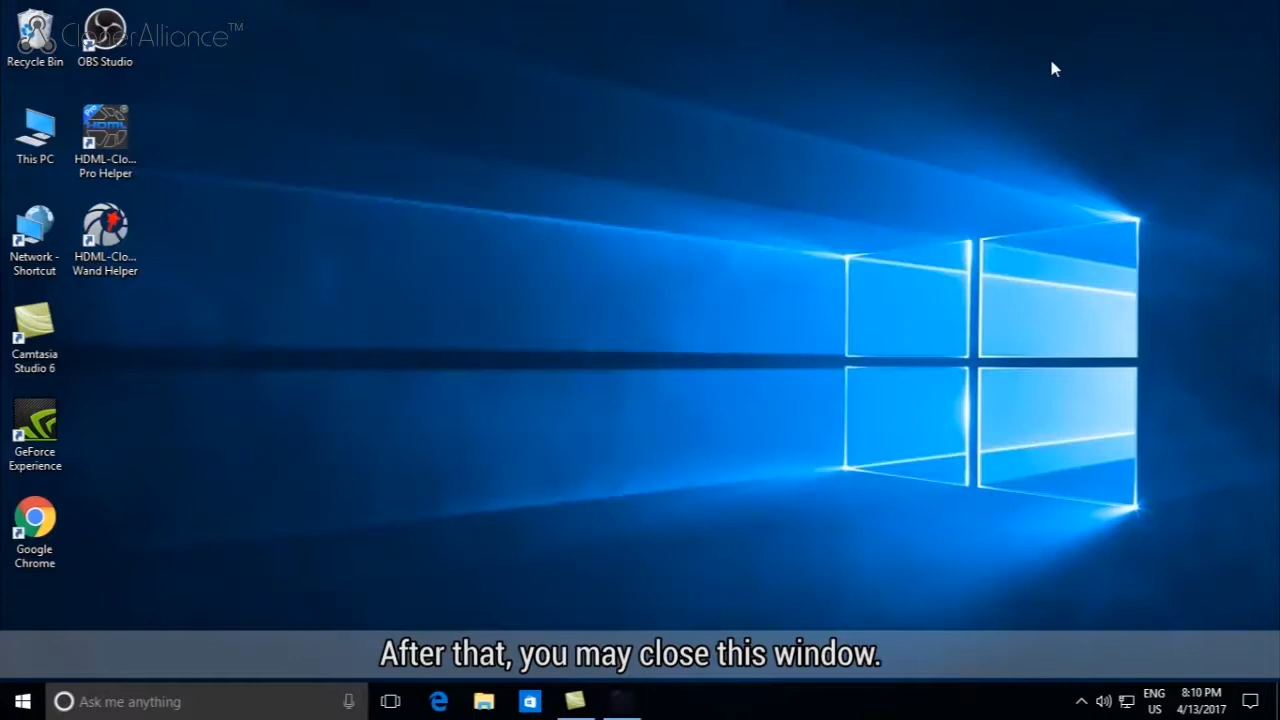 ClonerAlliance™
Recycle Bin
OBS Studio
This PC
HDML-Clo...
Pro Helper
Network -
Shortcut
HDML-Clo...
Wand Helper
Camtasia
Studio 6
GeForce
Experience
Google
Chrome
After that, you may close this window.
Ask me anything
ENG
US
8:10 PM
4/13/2017